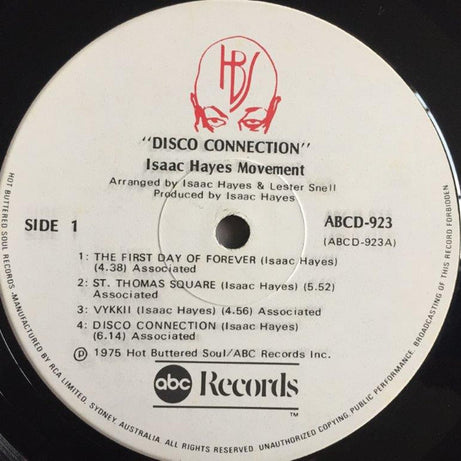 HBS
"DISCO CONNECTION"
Isaac Hayes Movement
Arranged by Isaac Hayes & Lester Snell
Produced by Isaac Hayes
SIDE 1
ABCD-923
(ABCD-923A)
1: THE FIRST DAY OF FOREVER (Isaac Hayes)
(4.38) Associated
2: ST. THOMAS SQUARE (Isaac Hayes) (5.52)
Associated
3: VYKKII (Isaac Hayes) (4.56) Associated
4: DISCO CONNECTION (Isaac Hayes)
(6.14) Associated
℗ 1975 Hot Buttered Soul/ABC Records Inc.
abc Records
TM
HOT BUTTERED SOUL RECORDS - MANUFACTURED BY RCA LIMITED, SYDNEY, AUSTRALIA. ALL RIGHTS RESERVED. UNAUTHORIZED COPYING, PUBLIC PERFORMANCE, BROADCASTING OF THIS RECORD FORBIDDEN